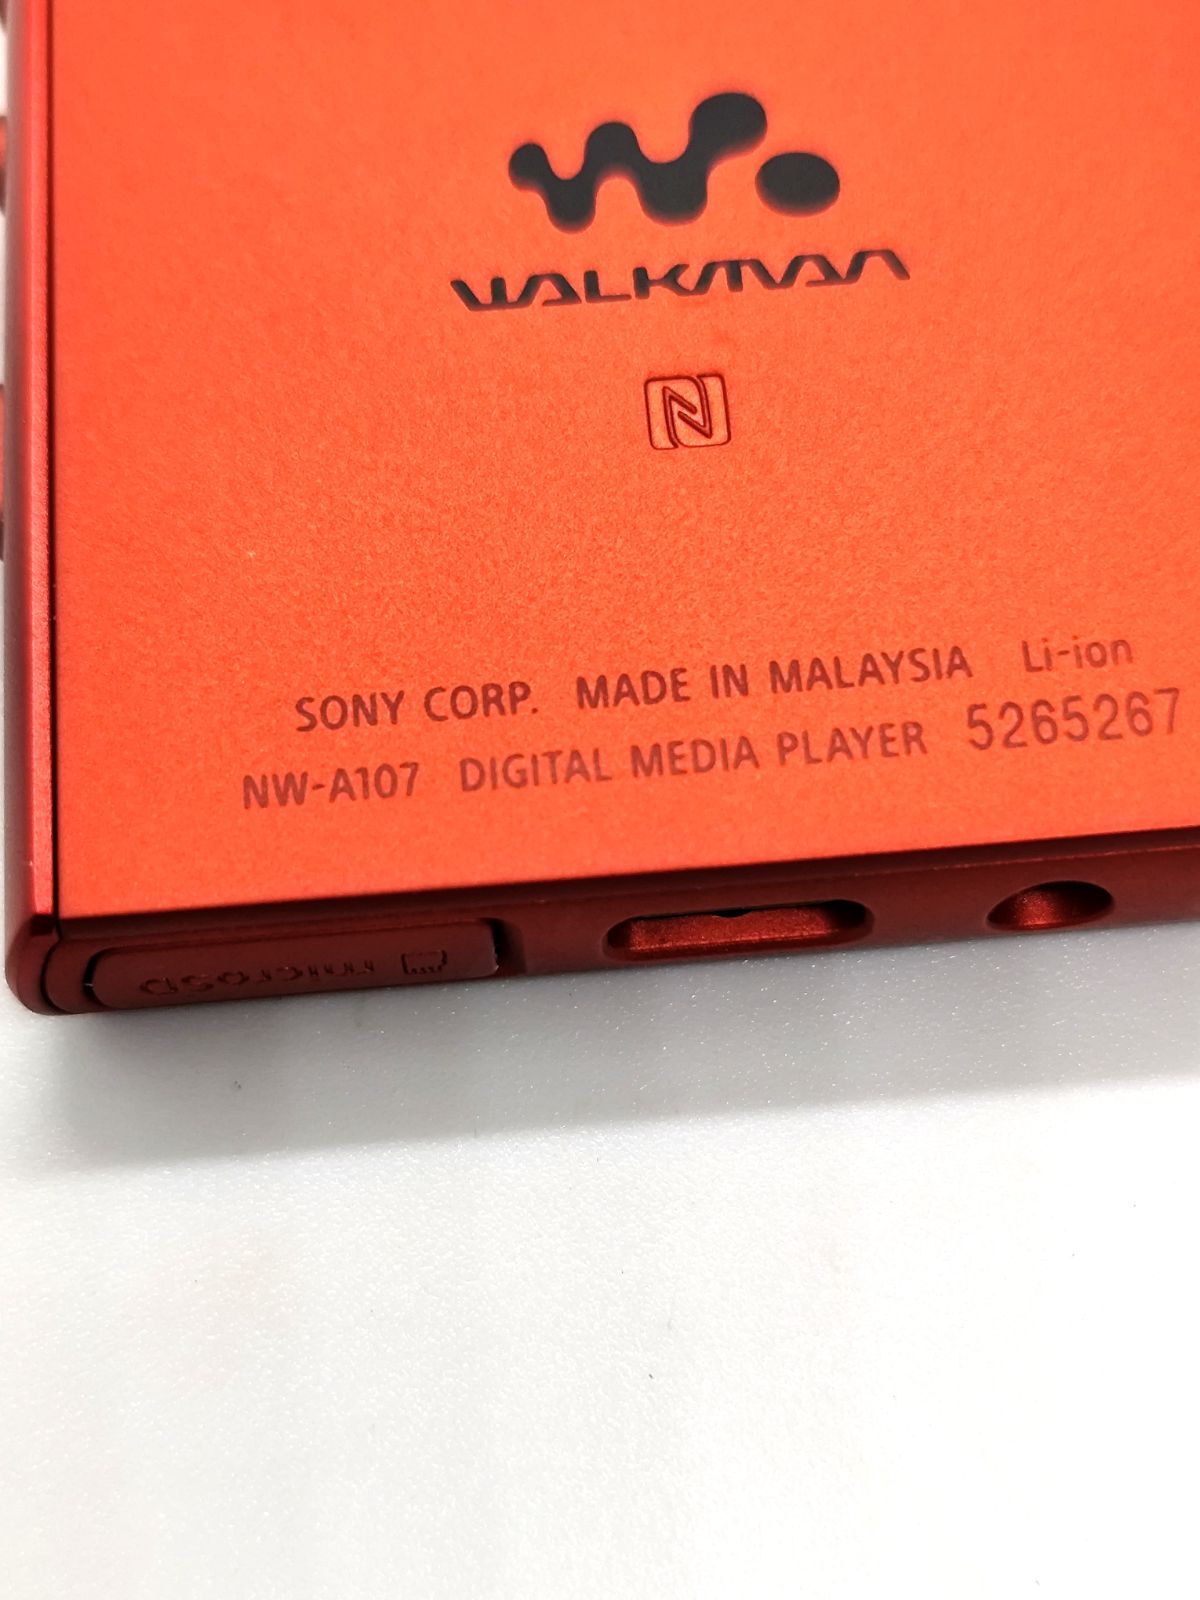 WALKMAN
SONY CORP. MADE IN MALAYSIA Li-ion
NW-A107 DIGITAL MEDIA PLAYER 5265267
microSD